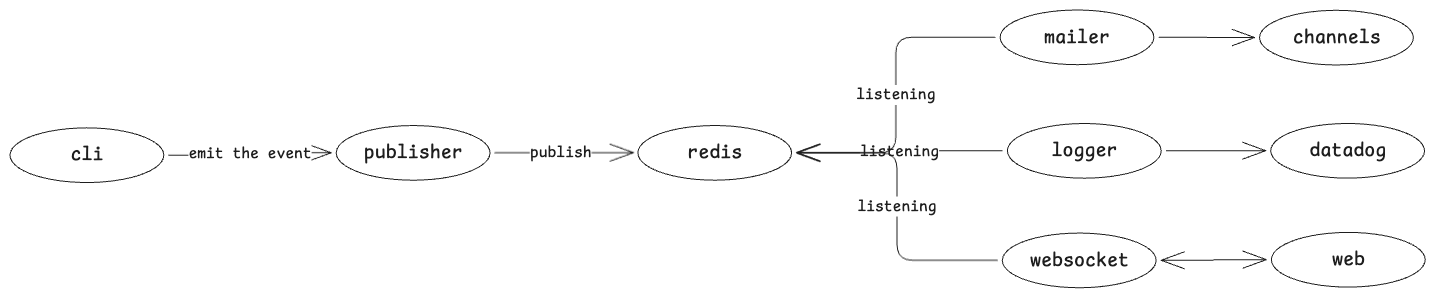 mailer
channels
listening
cli
emit the event
publisher
publish
redis
listening
logger
datadog
listening
websocket
web